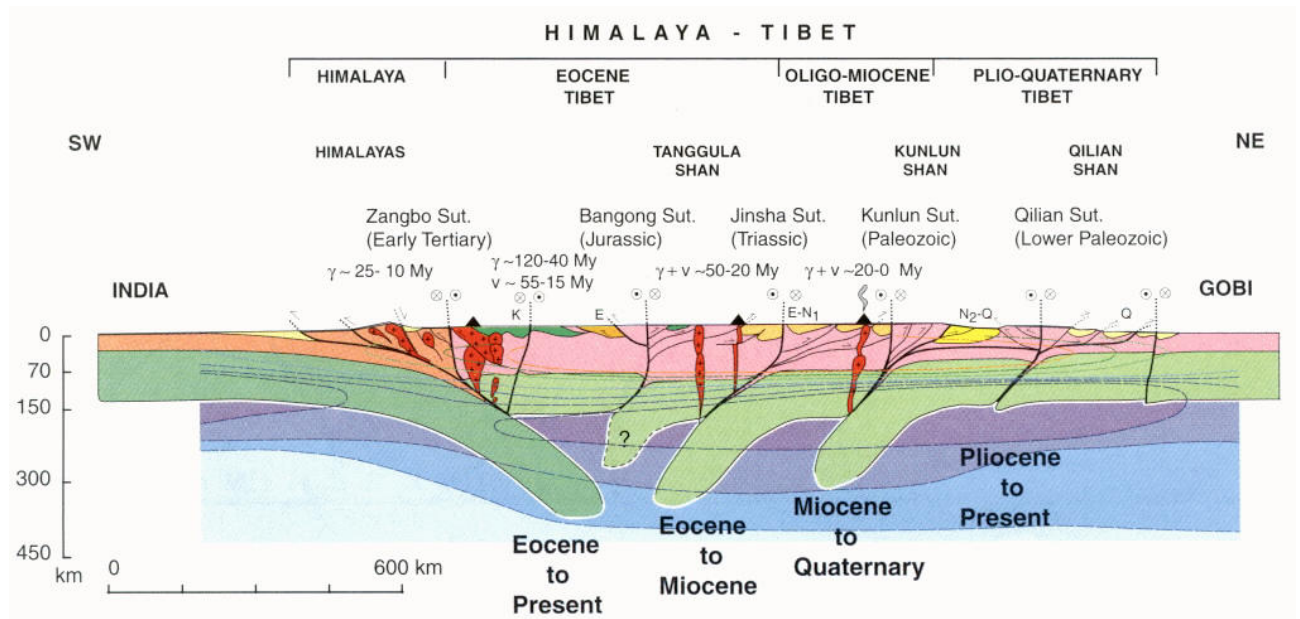 HIMALAYA - TIBET
HIMALAYA
EOCENE
TIBET
OLIGO-MIOCENE
TIBET
PLIO-QUATERNARY
TIBET
SW
NE
HIMALAYAS
TANGGULA
SHAN
KUNLUN
SHAN
QILIAN
SHAN
Zangbo Sut.
(Early Tertiary)
Bangong Sut.
(Jurassic)
Jinsha Sut.
(Triassic)
Kunlun Sut.
(Paleozoic)
Qilian Sut.
(Lower Paleozoic)
γ ~ 25- 10 My
γ ~120-40 My
v ~ 55-15 My
γ + v ~50-20 My
γ + v ~20-0 My
INDIA
GOBI
K
E
E-N1
N2-Q
Q
0
70
150
300
450
km
?
0
600 km
Eocene
to
Present
Eocene
to
Miocene
Miocene
to
Quaternary
Pliocene
to
Present